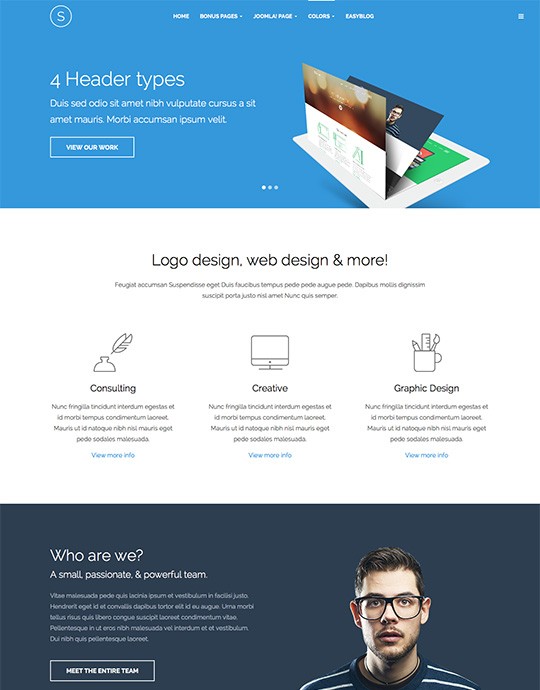 S
HOME BONUS PAGES JOOMLA! PAGE COLORS EASYBLOG
4 Header types
Duis sed odio sit amet nibh vulputate cursus a sit
amet mauris. Morbi accumsan ipsum velit.
VIEW OUR WORK
Logo design, web design & more!
Feugiat accumsan Suspendisse eget Duis faucibus tempus pede pede augue pede. Dapibus mollis dignissim
suscipit porta justo nisl amet Nunc quis semper.
Consulting
Nunc fringilla tincidunt interdum egestas et
id morbi tempus condimentum laoreet.
Mauris ut id natoque nibh nisl mauris eget
pede sodales malesuada.
View more info
Creative
Nunc fringilla tincidunt interdum egestas et
id morbi tempus condimentum laoreet.
Mauris ut id natoque nibh nisl mauris eget
pede sodales malesuada.
View more info
Graphic Design
Nunc fringilla tincidunt interdum egestas et
id morbi tempus condimentum laoreet.
Mauris ut id natoque nibh nisl mauris eget
pede sodales malesuada.
View more info
Who are we?
A small, passionate, & powerful team.
Vitae malesuada pede quis lacinia ipsum et vestibulum in facilisi justo.
Hendrerit eget id et convallis dapibus tortor elit id eu augue. Urna morbi
tellus risus quis libero congue suscipit laoreet condimentum vitae.
Pellentesque in ut eros nibh malesuada vel interdum et et vestibulum.
Dui nibh quis pellentesque laoreet.
MEET THE ENTIRE TEAM